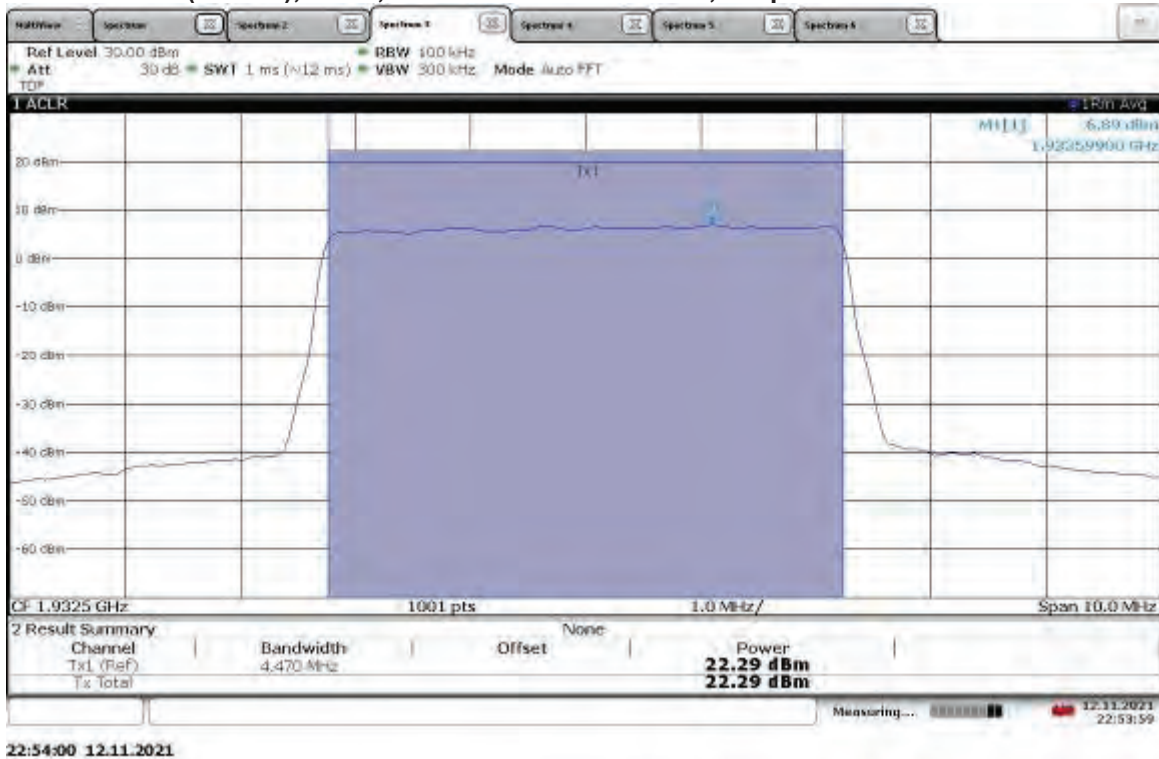 MultiView Spectrum Spectrum 2 Spectrum 3 Spectrum 4 Spectrum 5 Spectrum 6
Ref Level 30.00 dBm RBW 100 kHz
Att 30 dB SWT 1 ms (~12 ms) VBW 300 kHz Mode Auto FFT
TDF
1 ACLR 1Rm Avg
M1[1] 6.89 dBm
1.93359900 GHz
Tx1
20 dBm
10 dBm
0 dBm
-10 dBm
-20 dBm
-30 dBm
-40 dBm
-50 dBm
-60 dBm
CF 1.9325 GHz 1001 pts 1.0 MHz/ Span 10.0 MHz
2 Result Summary None
Channel Bandwidth Offset Power
Tx1 (Ref) 4.470 MHz 22.29 dBm
Tx Total 22.29 dBm
Measuring... 12.11.2021
22:53:59
22:54:00 12.11.2021